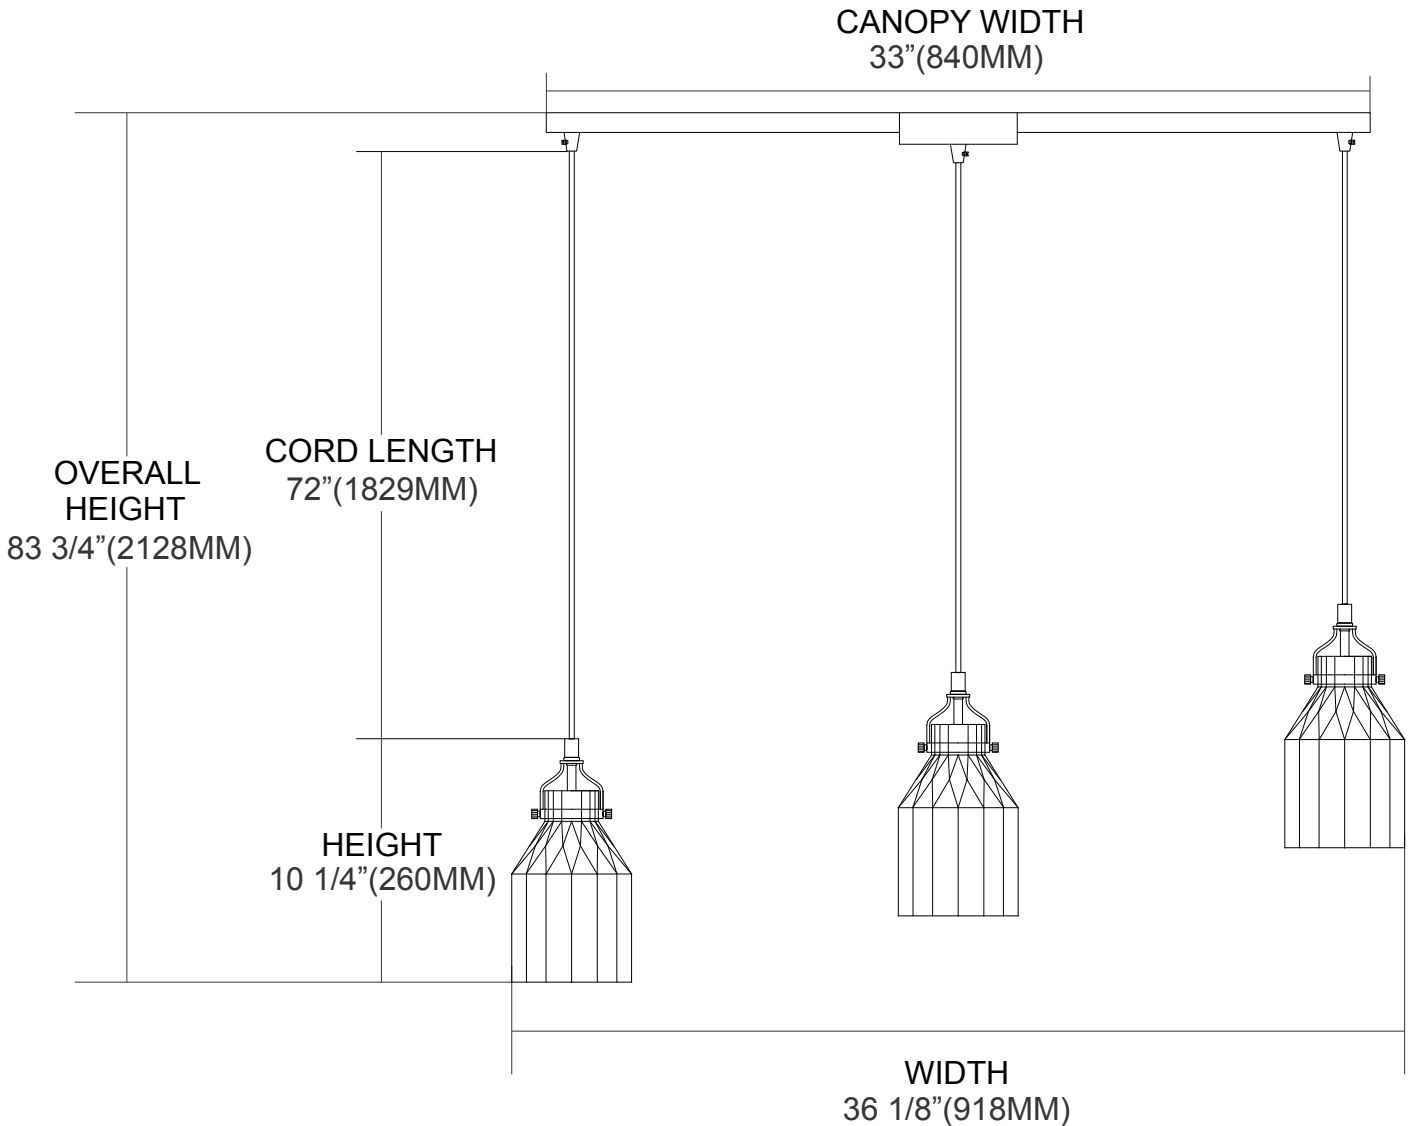 CANOPY WIDTH
33”(840MM)
CORD LENGTH
72”(1829MM)
OVERALL
HEIGHT
83 3/4”(2128MM)
HEIGHT
10 1/4”(260MM)
WIDTH
36 1/8”(918MM)